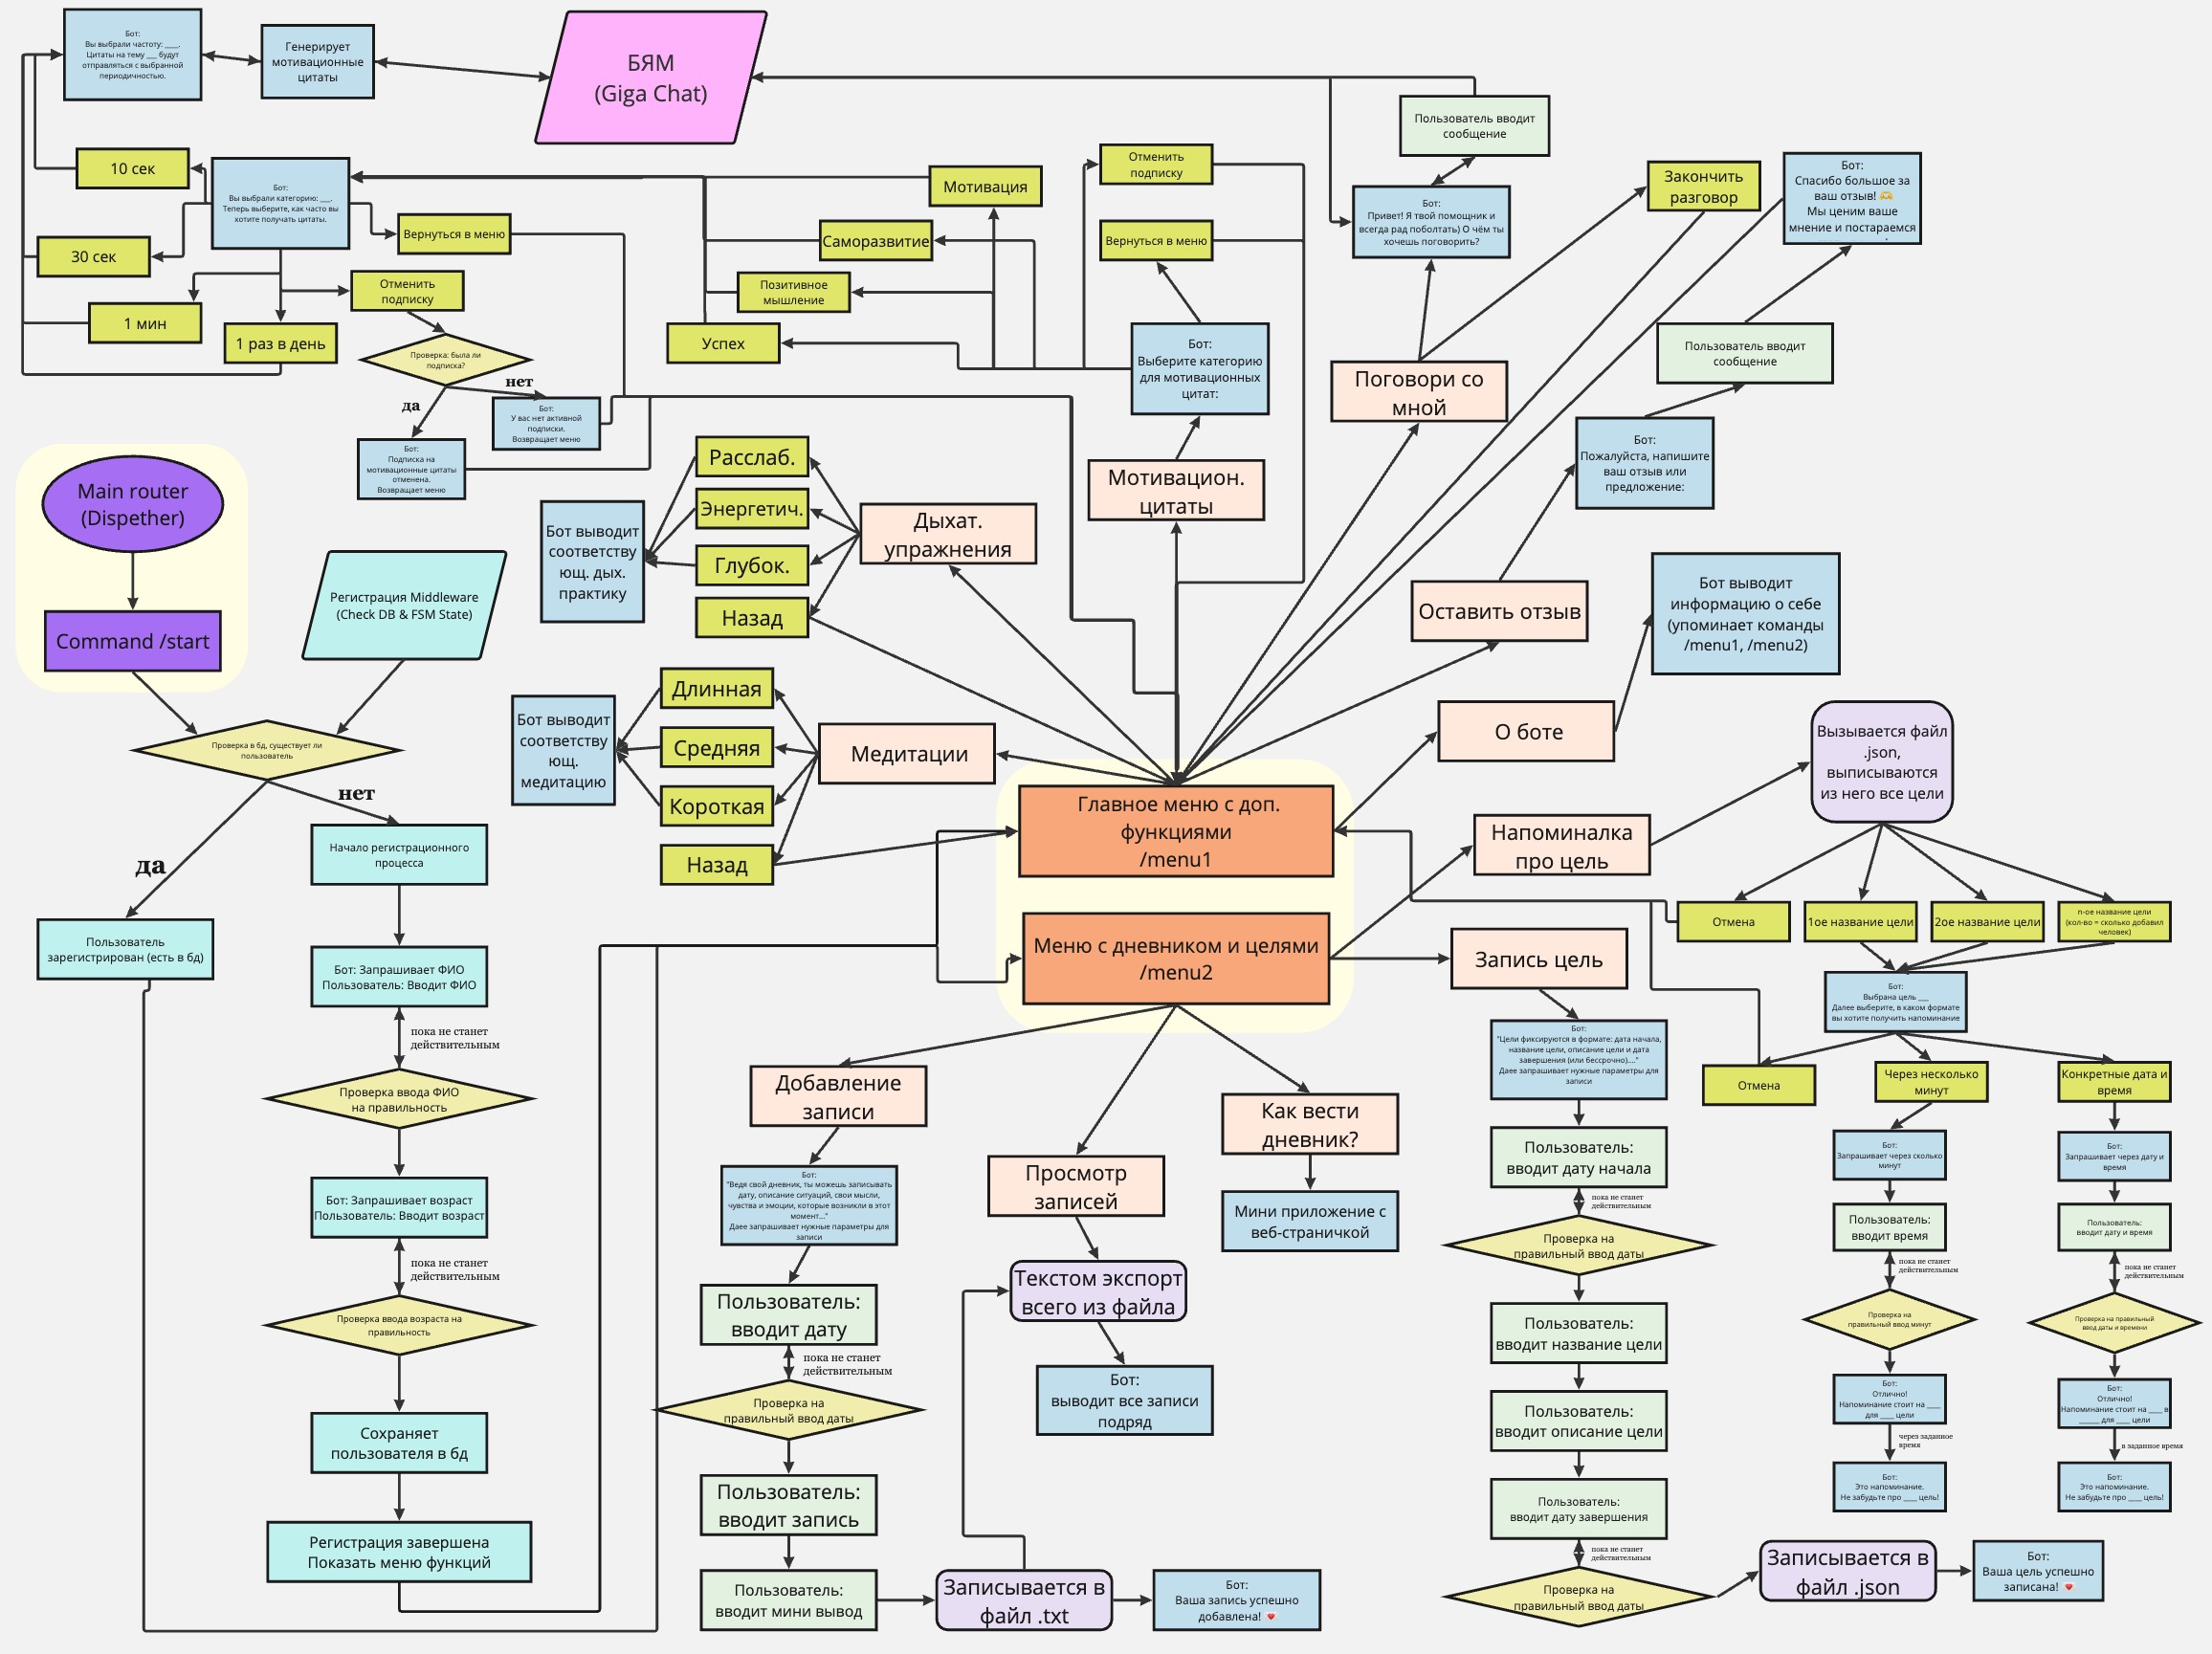 Бот:
Вы выбрали частоту: ____.
Цитаты на тему ___ будут
отправляться с выбранной
периодичностью.
Генерирует
мотивационные
цитаты
БЯМ
(Giga Chat)
Пользователь вводит
сообщение
10 сек
30 сек
1 мин
1 раз в день
Бот:
Вы выбрали категорию: ___.
Теперь выберите, как часто вы
хотите получать цитаты.
Вернуться в меню
Отменить
подписку
Проверка: была ли
подписка?
нет
да
Бот:
У вас нет активной
подписки.
Возвращает меню
Бот:
Подписка на
мотивационные цитаты
отменена.
Возвращает меню
Мотивация
Саморазвитие
Позитивное
мышление
Успех
Отменить
подписку
Вернуться в меню
Бот:
Выберите категорию
для мотивационных
цитат:
Мотивацион.
цитаты
Бот:
Привет! Я твой помощник и
всегда рад поболтать) О чём ты
хочешь поговорить?
Поговори со
мной
Закончить
разговор
Бот:
Спасибо большое за
ваш отзыв! 🫶
Мы ценим ваше
мнение и постараемся
Пользователь вводит
сообщение
Бот:
Пожалуйста, напишите
ваш отзыв или
предложение:
Оставить отзыв
Бот выводит
информацию о себе
(упоминает команды
/menu1, /menu2)
О боте
Main router
(Dispether)
Command /start
Регистрация Middleware
(Check DB & FSM State)
Проверка в бд, существует ли
пользователь
нет
да
Пользователь
зарегистрирован (есть в бд)
Начало регистрационного
процесса
Бот: Запрашивает ФИО
Пользователь: Вводит ФИО
пока не станет
действительным
Проверка ввода ФИО
на правильность
Бот: Запрашивает возраст
Пользователь: Вводит возраст
пока не станет
действительным
Проверка ввода возраста на
правильность
Сохраняет
пользователя в бд
Регистрация завершена
Показать меню функций
Расслаб.
Энергетич.
Глубок.
Назад
Дыхат.
упражнения
Бот выводит
соответству
ющ. дых.
практику
Длинная
Средняя
Короткая
Назад
Медитации
Бот выводит
соответству
ющ.
медитацию
Главное меню с доп.
функциями
/menu1
Меню с дневником и целями
/menu2
Напоминалка
про цель
Вызывается файл
.json,
выписываются
из него все цели
Отмена
1ое название цели
2ое название цели
n-ое название цели
(кол-во = сколько добавил
человек)
Бот:
Выбрана цель ___
Далее выберите, в каком формате
вы хотите получить напоминание
Отмена
Через несколько
минут
Конкретные дата и
время
Бот:
Запрашивает через сколько
минут
Пользователь:
вводит время
пока не станет
действительным
Проверка на
правильный ввод минут
Бот:
Отлично!
Напоминание стоит на ____
для ____ цели
через заданное
время
Бот:
Это напоминание.
Не забудьте про ____ цель!
Бот:
Запрашивает через дату и
время
Пользователь:
вводит дату и время
пока не станет
действительным
Проверка на правильный
ввод даты и времени
Бот:
Отлично!
Напоминание стоит на ____ в
______ для ____ цели
в заданное время
Бот:
Это напоминание.
Не забудьте про ____ цель!
Запись цель
Бот:
"Цели фиксируются в формате: дата начала,
название цели, описание цели и дата
завершения (или бессрочно)...."
Даее запрашивает нужные параметры для
записи
Пользователь:
вводит дату начала
пока не станет
действительным
Проверка на
правильный ввод даты
Пользователь:
вводит название цели
Пользователь:
вводит описание цели
Пользователь:
вводит дату завершения
пока не станет
действительным
Проверка на
правильный ввод даты
Записывается в
файл .json
Бот:
Ваша цель успешно
записана! ❤️
Добавление
записи
Бот:
"Ведя свой дневник, ты можешь записывать
дату, описание ситуаций, свои мысли,
чувства и эмоции, которые возникли в этот
момент..."
Даее запрашивает нужные параметры для
записи
Пользователь:
вводит дату
пока не станет
действительным
Проверка на
правильный ввод даты
Пользователь:
вводит запись
Пользователь:
вводит мини вывод
Записывается в
файл .txt
Бот:
Ваша запись успешно
добавлена! ❤️
Просмотр
записей
Текстом экспорт
всего из файла
Бот:
выводит все записи
подряд
Как вести
дневник?
Мини приложение с
веб-страничкой